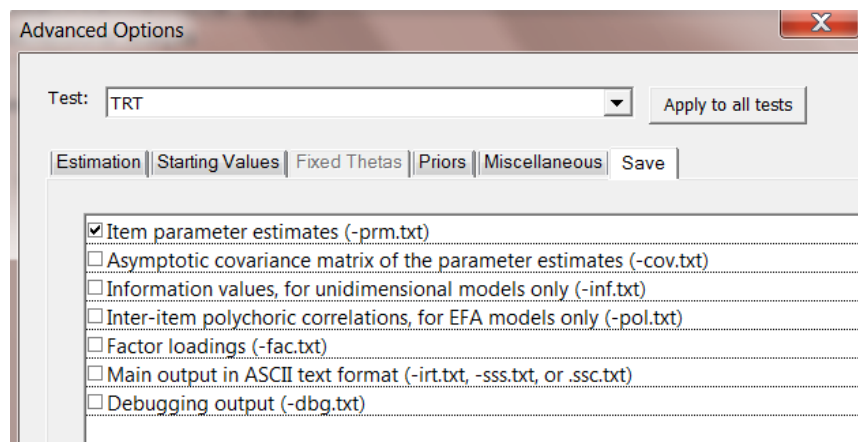 Advanced Options
X
Test: TRT Apply to all tests
Estimation Starting Values Fixed Thetas Priors Miscellaneous Save
Item parameter estimates (-prm.txt)
Asymptotic covariance matrix of the parameter estimates (-cov.txt)
Information values, for unidimensional models only (-inf.txt)
Inter-item polychoric correlations, for EFA models only (-pol.txt)
Factor loadings (-fac.txt)
Main output in ASCII text format (-irt.txt, -sss.txt, or .ssc.txt)
Debugging output (-dbg.txt)